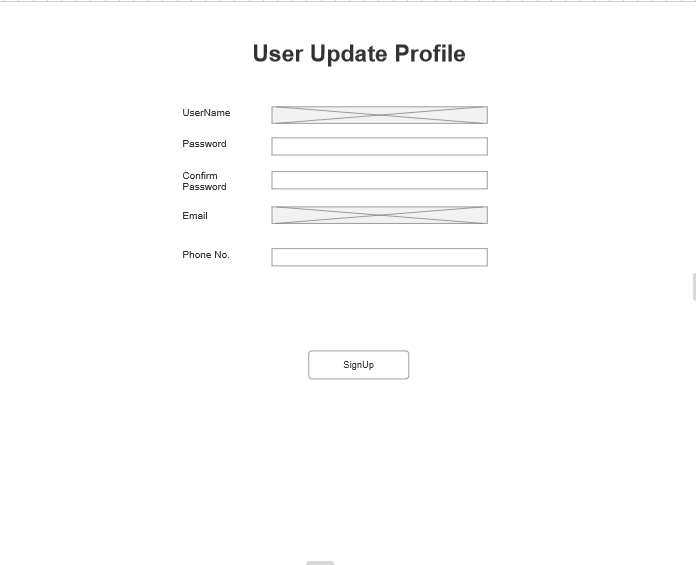 User Update Profile
UserName
Password
Confirm
Password
Email
Phone No.
SignUp